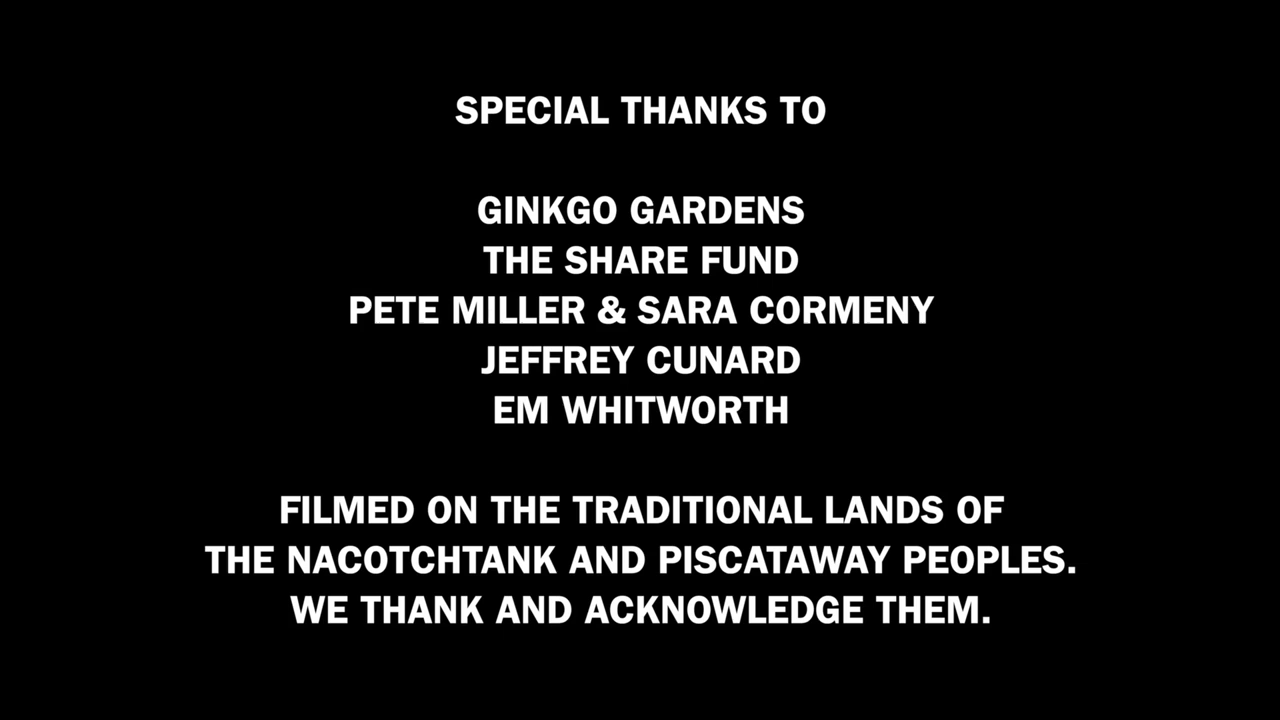 SPECIAL THANKS TO
GINKGO GARDENS
THE SHARE FUND
PETE MILLER & SARA CORMENY
JEFFREY CUNARD
EM WHITWORTH
FILMED ON THE TRADITIONAL LANDS OF
THE NACOTCHTANK AND PISCATAWAY PEOPLES.
WE THANK AND ACKNOWLEDGE THEM.